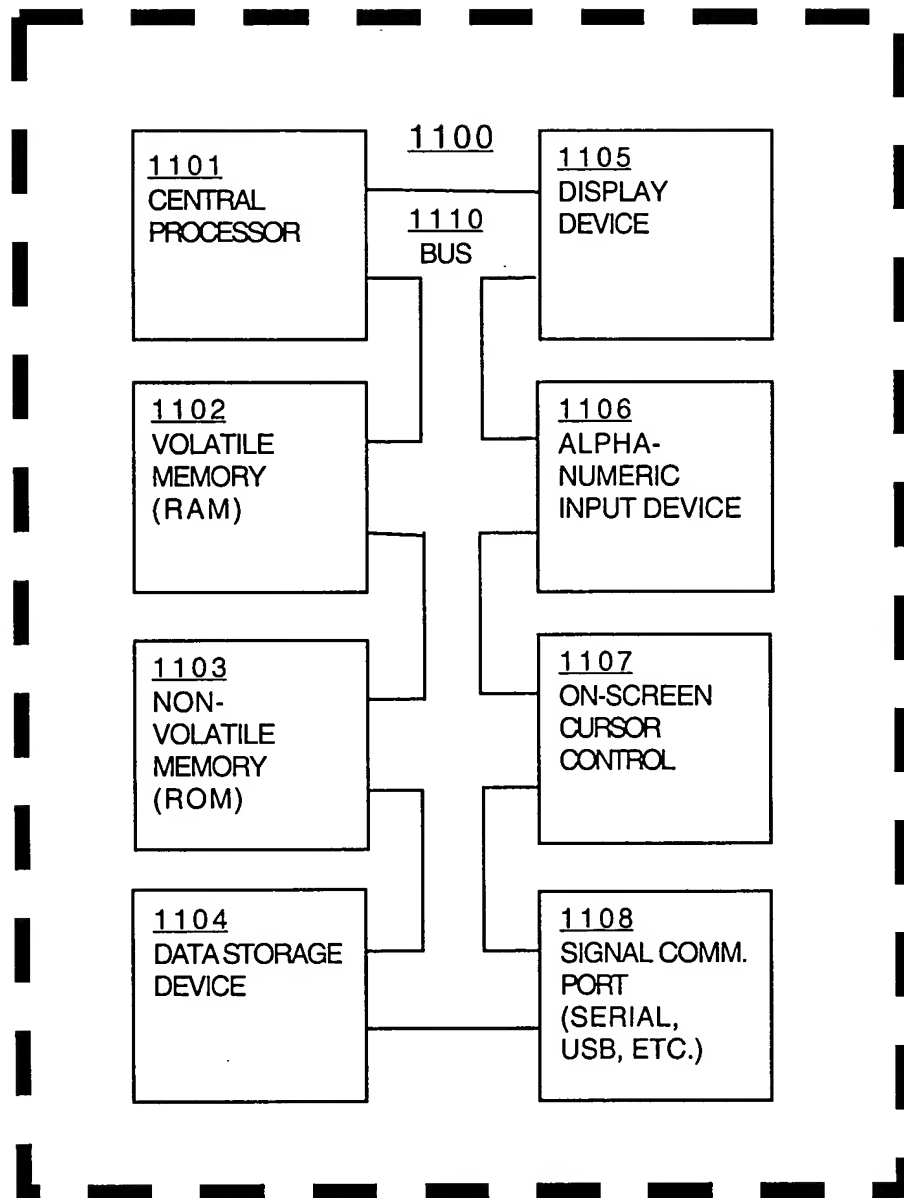 1100
1101
CENTRAL
PROCESSOR
1110
BUS
1105
DISPLAY
DEVICE
1102
VOLATILE
MEMORY
(RAM)
1106
ALPHA-
NUMERIC
INPUT DEVICE
1103
NON-
VOLATILE
MEMORY
(ROM)
1107
ON-SCREEN
CURSOR
CONTROL
1104
DATA STORAGE
DEVICE
1108
SIGNAL COMM.
PORT
(SERIAL,
USB, ETC.)